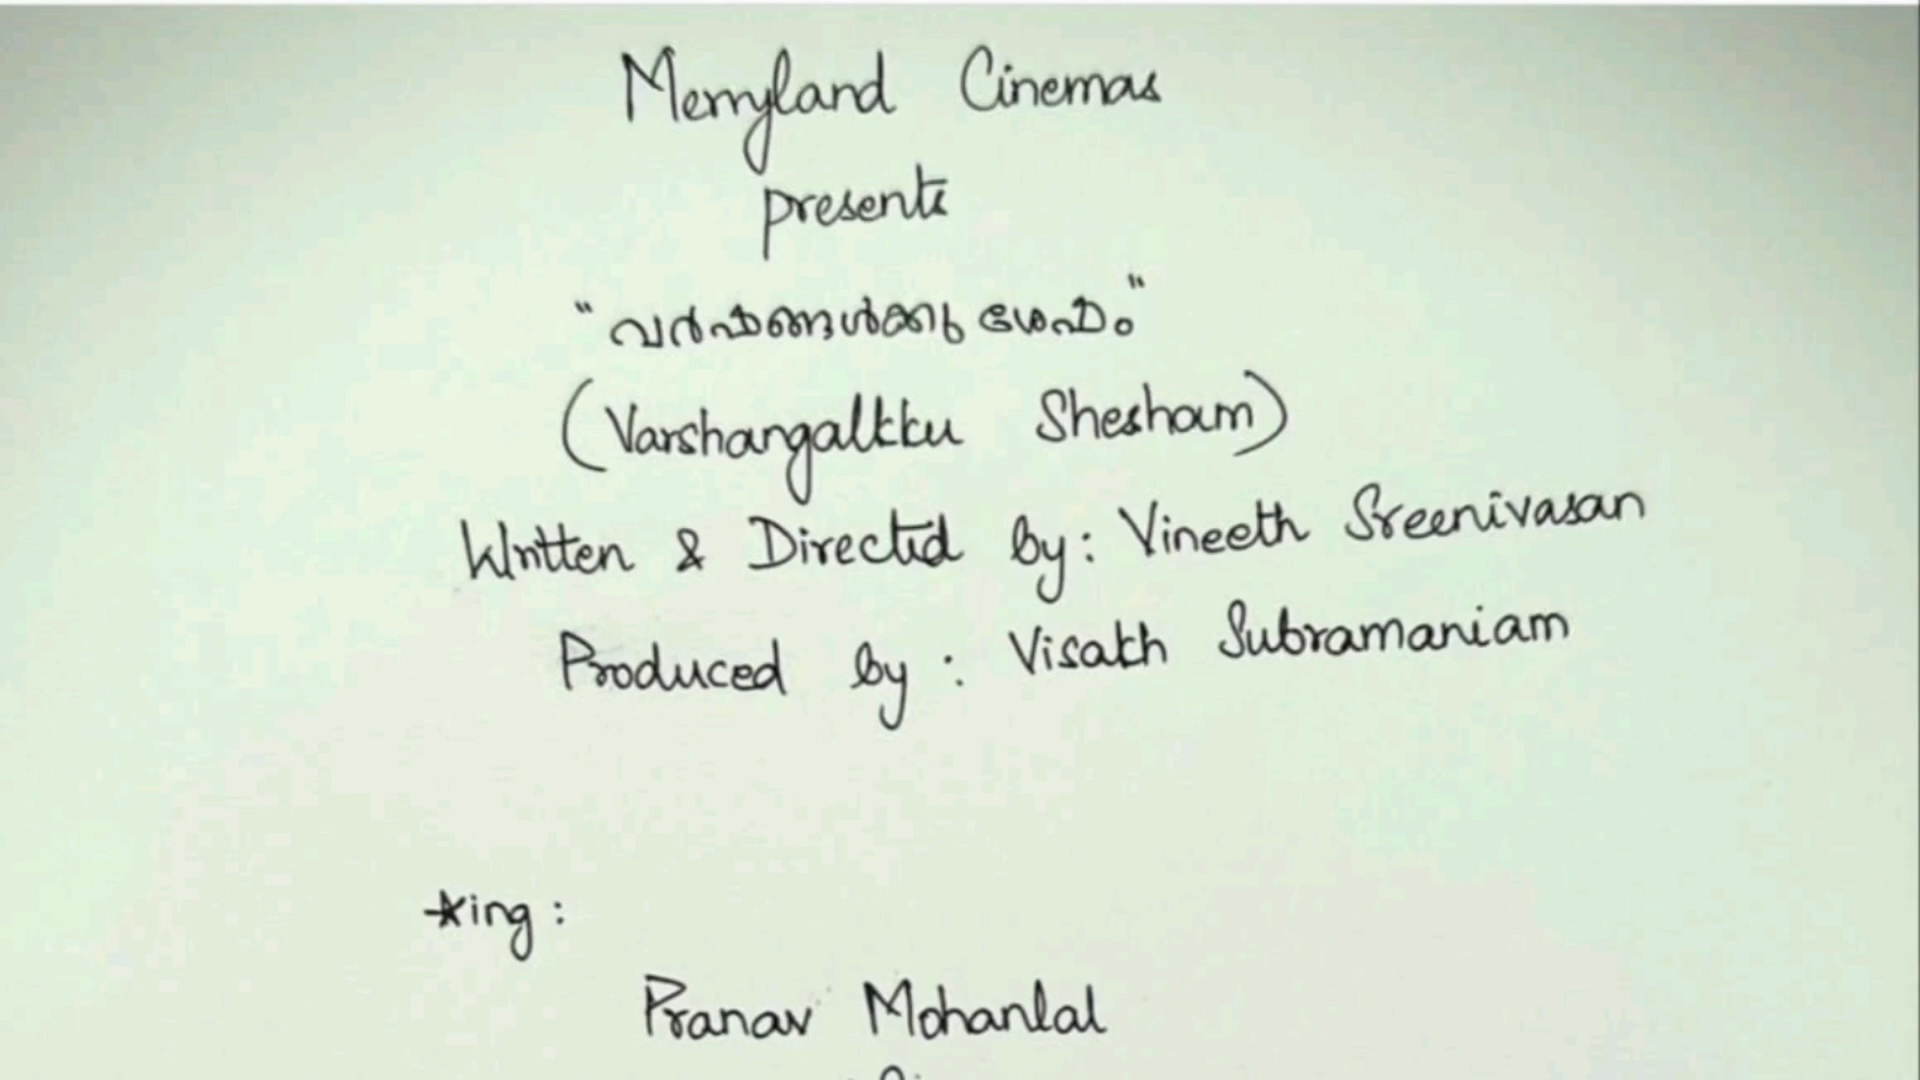 Merryland Cinemas
presents
"വർഷങ്ങൾക്കു ശേഷം"
(Varshangalkku Shesham)
Written & Directed by: Vineeth Sreenivasan
Produced by: Visakh Subramaniam
★ing:
Pranav Mohanlal